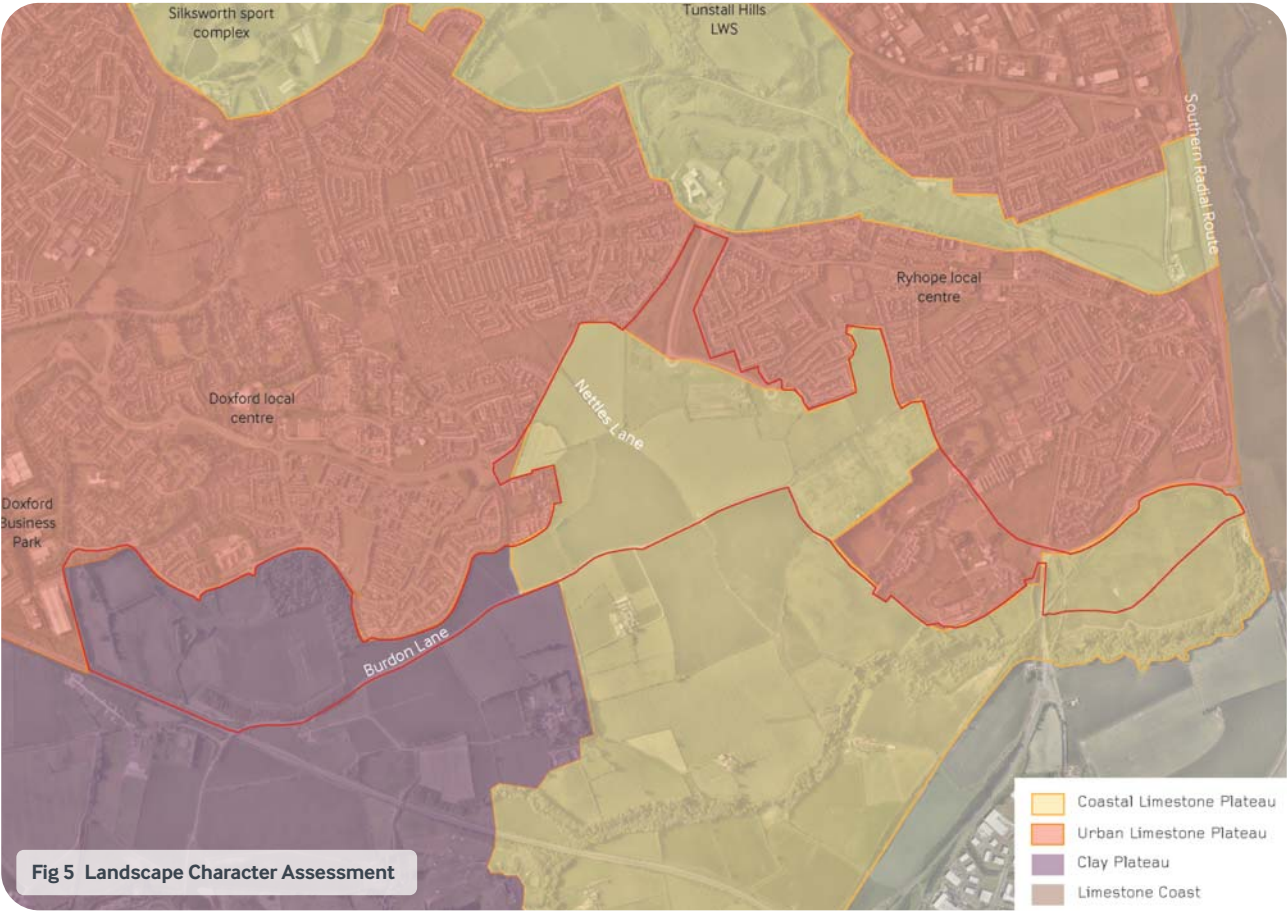 Silksworth sport
complex
Tunstall Hills
LWS
Southern Radial Route
Ryhope local
centre
Nettles Lane
Doxford local
centre
Doxford
Business
Park
Burdon Lane
Coastal Limestone Plateau
Urban Limestone Plateau
Clay Plateau
Limestone Coast
Fig 5 Landscape Character Assessment